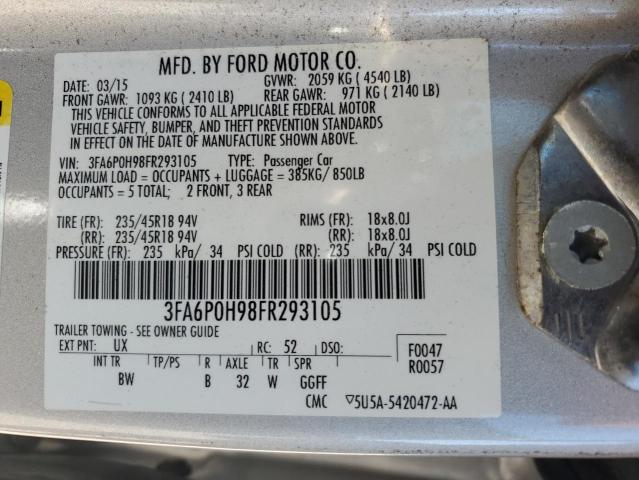 MFD. BY FORD MOTOR CO.
DATE: 03/15 GVWR: 2059 KG (4540 LB)
FRONT GAWR: 1093 KG (2410 LB) REAR GAWR: 971 KG (2140 LB)
THIS VEHICLE CONFORMS TO ALL APPLICABLE FEDERAL MOTOR
VEHICLE SAFETY, BUMPER, AND THEFT PREVENTION STANDARDS
IN EFFECT ON THE DATE OF MANUFACTURE SHOWN ABOVE.
VIN: 3FA6P0H98FR293105 TYPE: Passenger Car
MAXIMUM LOAD = OCCUPANTS + LUGGAGE = 385KG/ 850LB
OCCUPANTS: 5 TOTAL; 2 FRONT, 3 REAR
TIRE (FR): 235/45R18 94V RIMS (FR): 18x8.0J
(RR): 235/45R18 94V (RR): 18x8.0J
PRESSURE (FR): 235 kPa/ 34 PSI COLD (RR): 235 kPa/ 34 PSI COLD
3FA6P0H98FR293105
TRAILER TOWING - SEE OWNER GUIDE
EXT PNT: UX RC: 52 DSO: F0047
INT TR TP/PS R AXLE TR SPR R0057
BW B 32 W GGFF
CMC 5U5A-5420472-AA